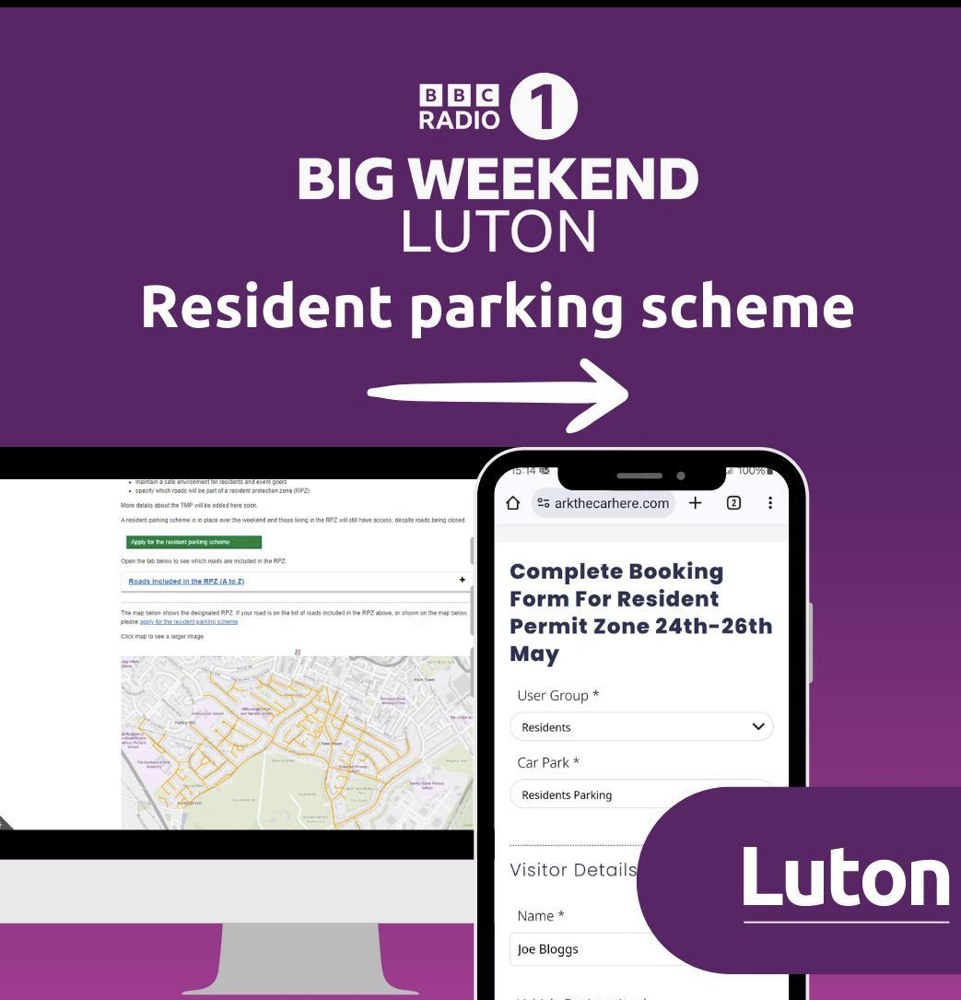 BBC
RADIO 1
BIG WEEKEND
LUTON
Resident parking scheme
maintain a safe environment for residents and event goers
specify which roads will be part of a resident protection zone (RPZ)
More details about the TMP will be added here soon.
A resident parking scheme is in place over the weekend and those living in the RPZ will still have access, despite roads being closed.
Apply for the resident parking scheme
Open the tab below to see which roads are included in the RPZ.
Roads included in the RPZ (A to Z) +
The map below shows the designated RPZ. If your road is on the list of roads included in the RPZ above, or shown on the map below,
please apply for the resident parking scheme
Click map to see a larger image.
Park Town
Farley Hill
15:14
100%
arkthecarhere.com
2
Complete Booking
Form For Resident
Permit Zone 24th-26th
May
User Group *
Residents
Car Park *
Residents Parking
Visitor Details
Name *
Joe Bloggs
Luton